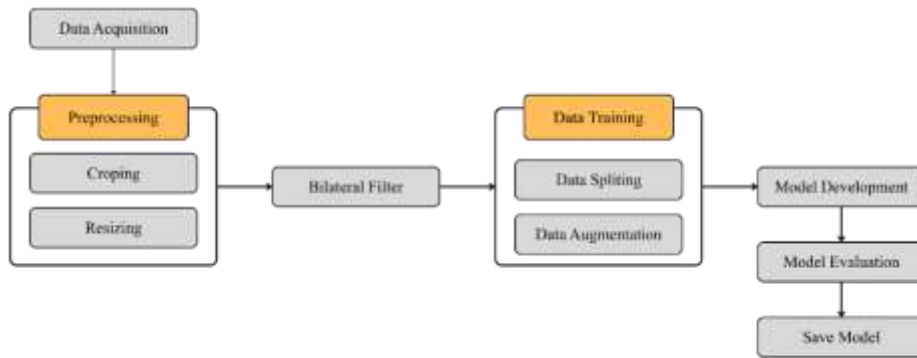 Data Acquisition
Preprocessing
Croping
Resizing
Bilateral Filter
Data Training
Data Spliting
Data Augmentation
Model Development
Model Evaluation
Save Model